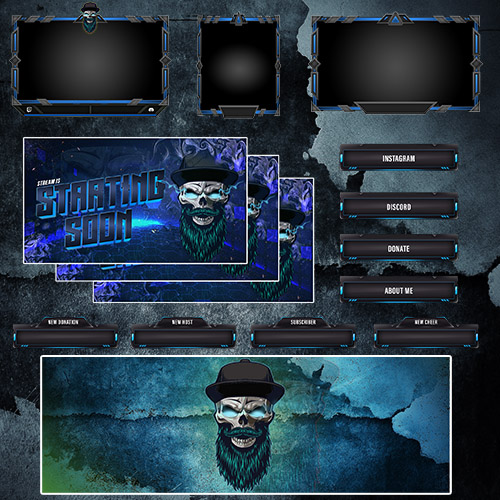 STREAM IS
STARTING
SOON
INSTAGRAM
DISCORD
DONATE
ABOUT ME
NEW DONATION
NEW HOST
SUBSCRIBER
NEW CHEER